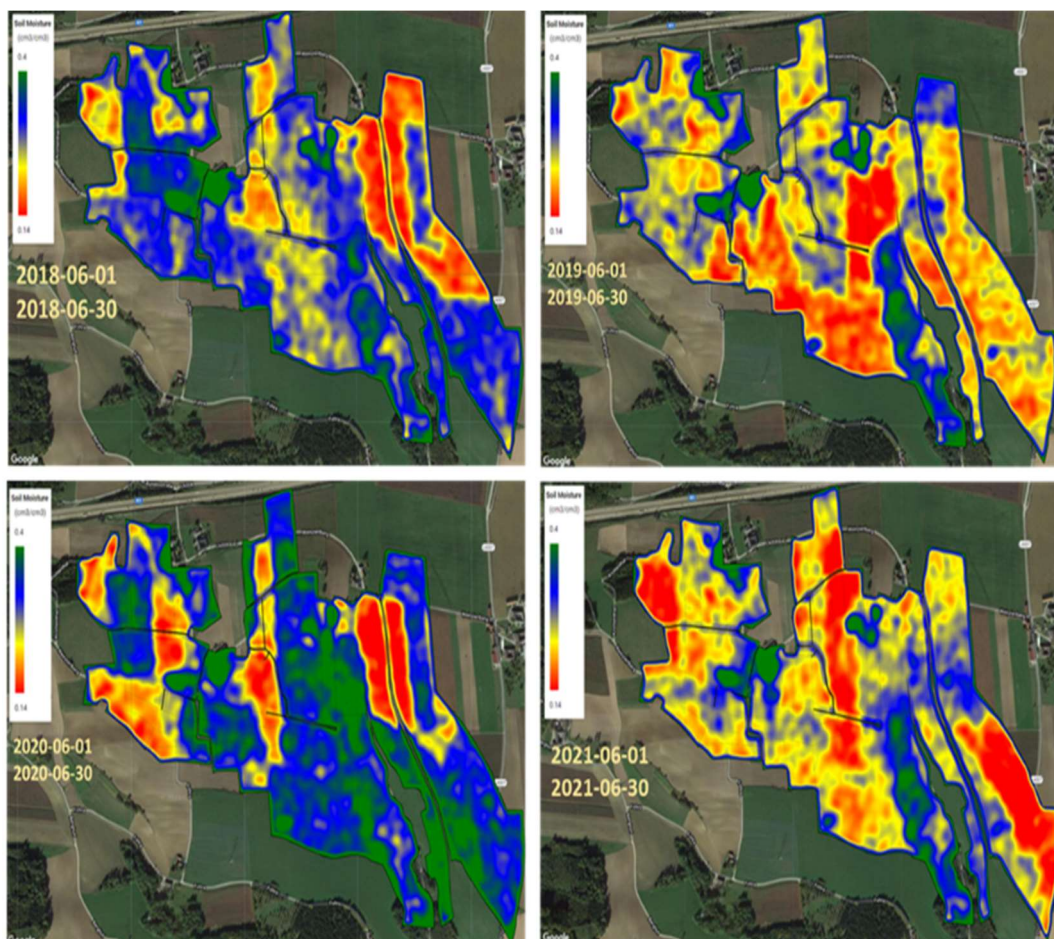 Soil Moisture
(cm3/cm3)
0.4
0.14
2018-06-01
2018-06-30
Google
Soil Moisture
(cm3/cm3)
0.4
0.14
2019-06-01
2019-06-30
Google
Soil Moisture
(cm3/cm3)
0.4
0.14
2020-06-01
2020-06-30
Google
Soil Moisture
(cm3/cm3)
0.4
0.14
2021-06-01
2021-06-30
Google